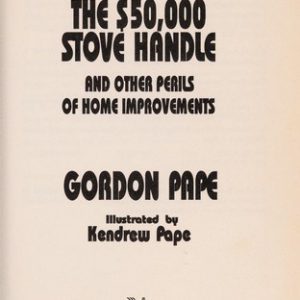 THE $50,000
STOVE HANDLE
AND OTHER PERILS
OF HOME IMPROVEMENTS
GORDON PAPE
Illustrated by
Kendrew Pape